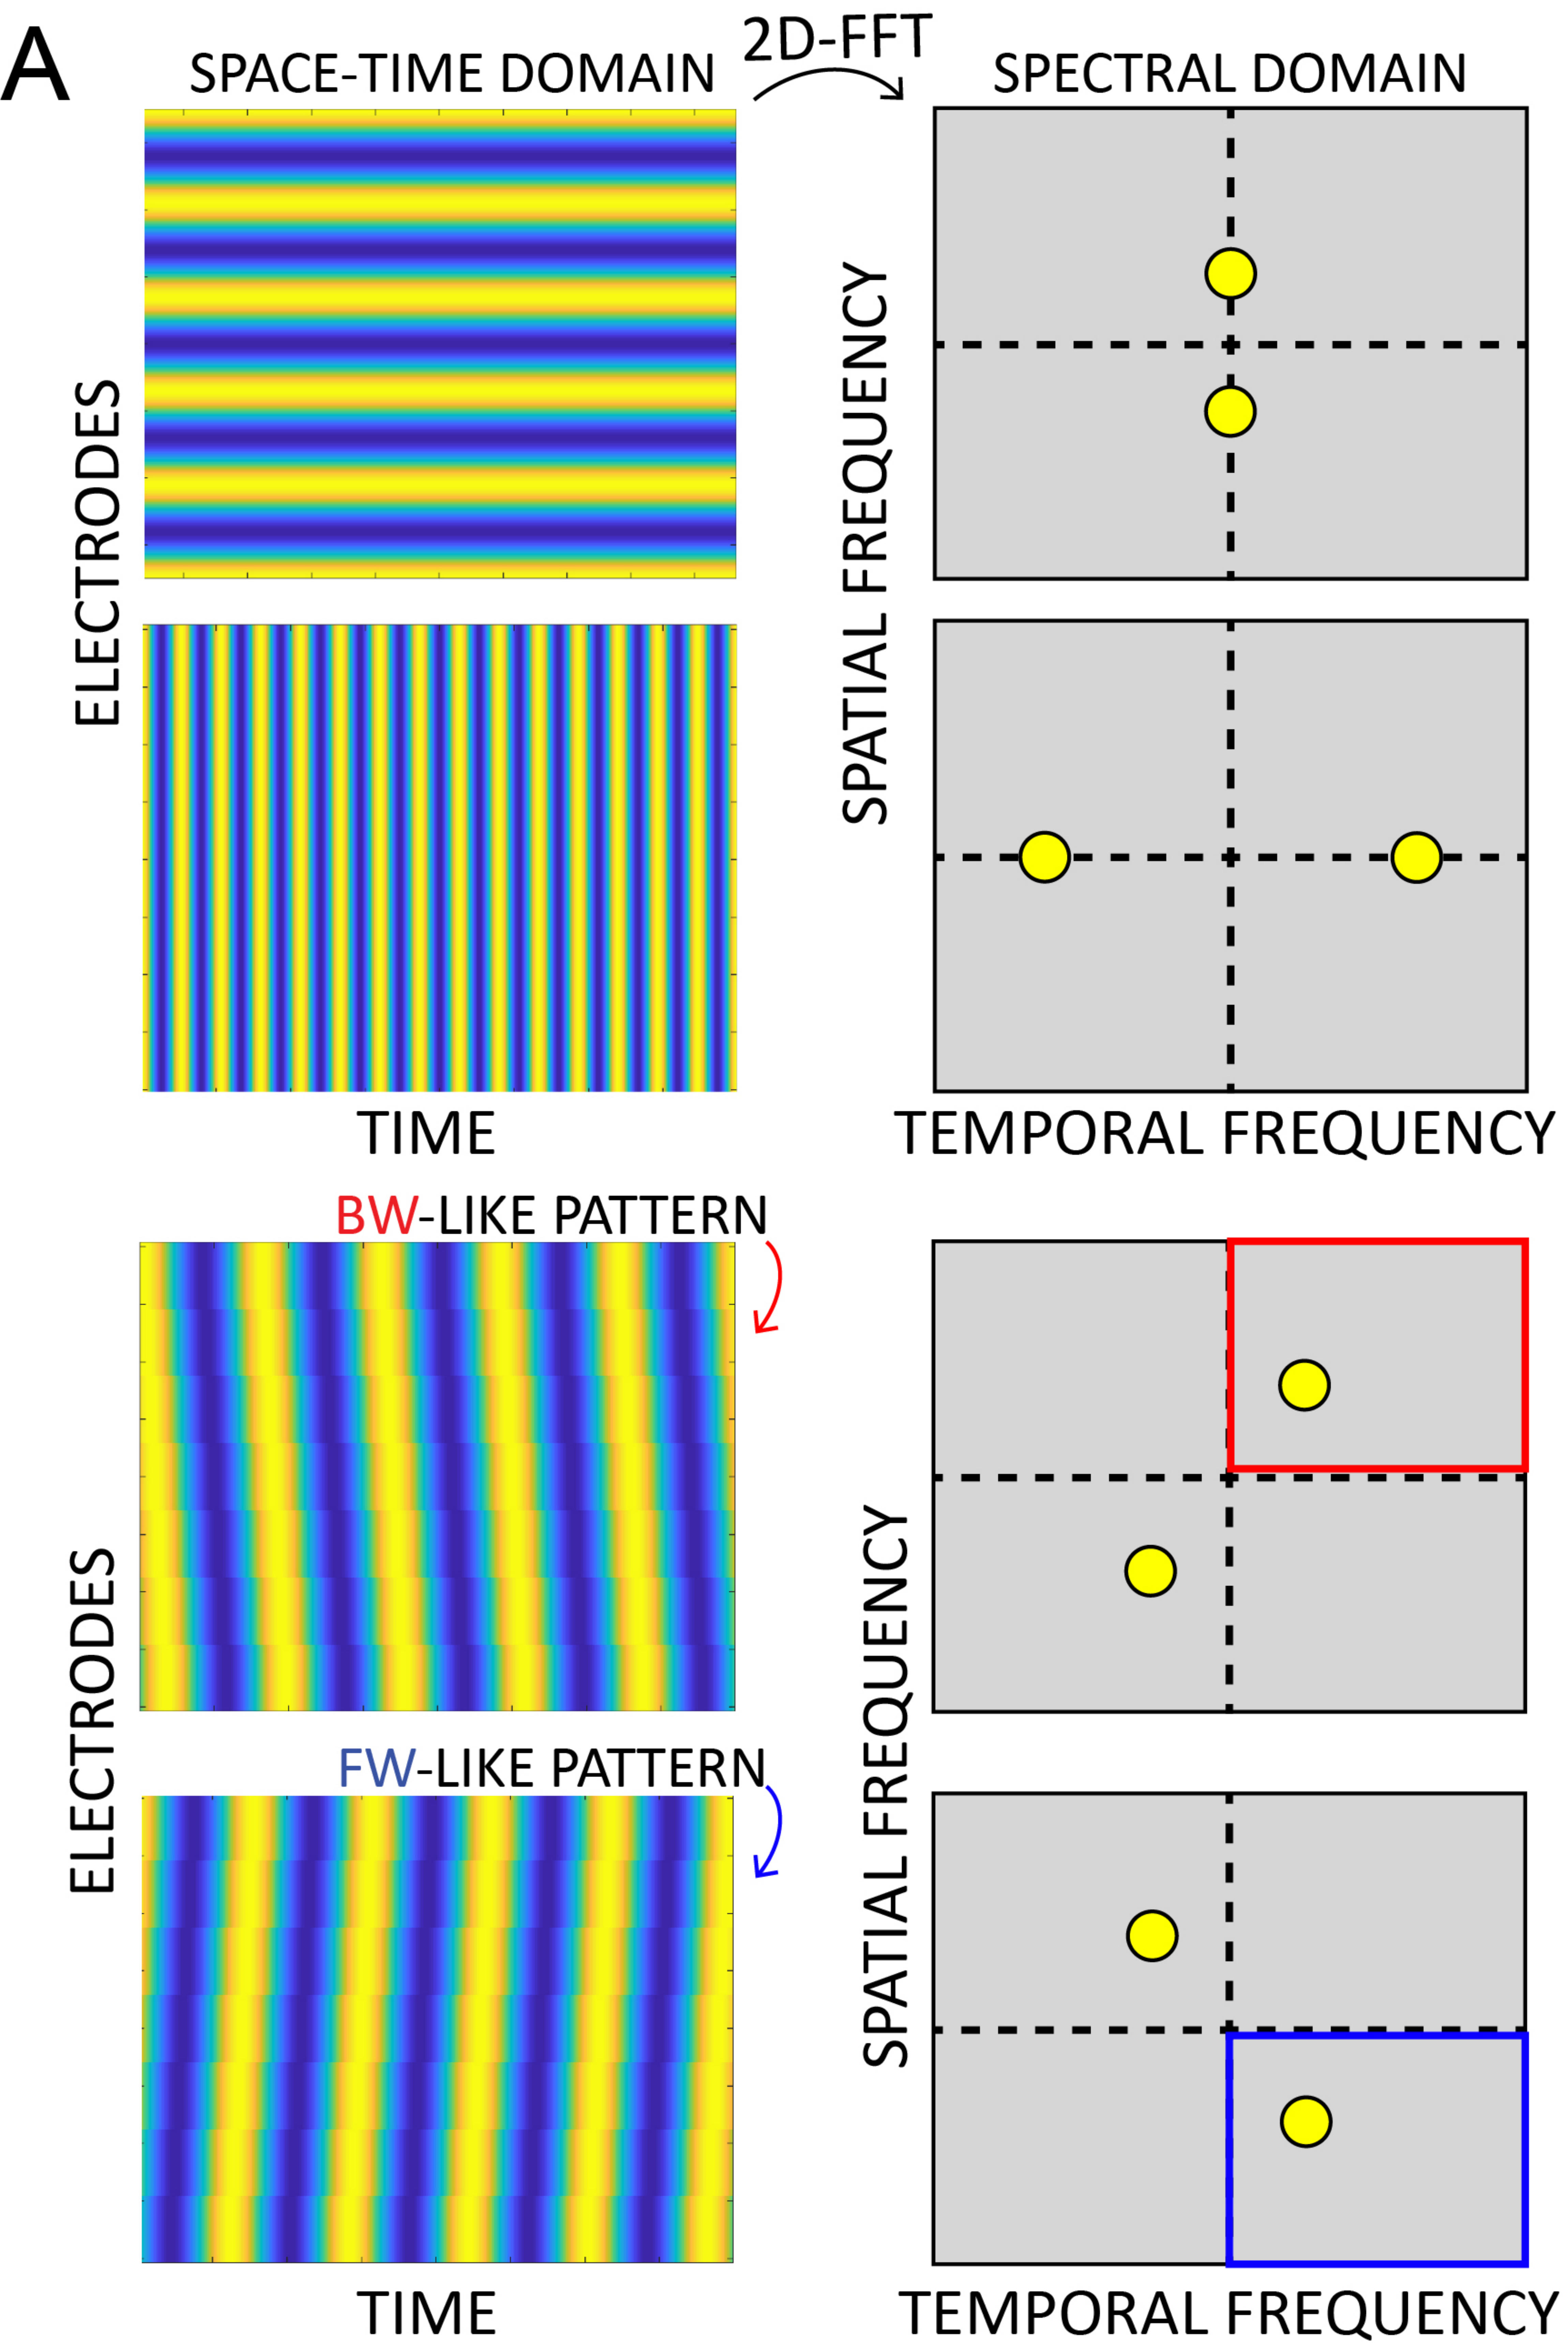 A
SPACE-TIME DOMAIN
2D-FFT
SPECTRAL DOMAIN
ELECTRODES
SPATIAL FREQUENCY
TIME
TEMPORAL FREQUENCY
BW-LIKE PATTERN
ELECTRODES
SPATIAL FREQUENCY
FW-LIKE PATTERN
TIME
TEMPORAL FREQUENCY